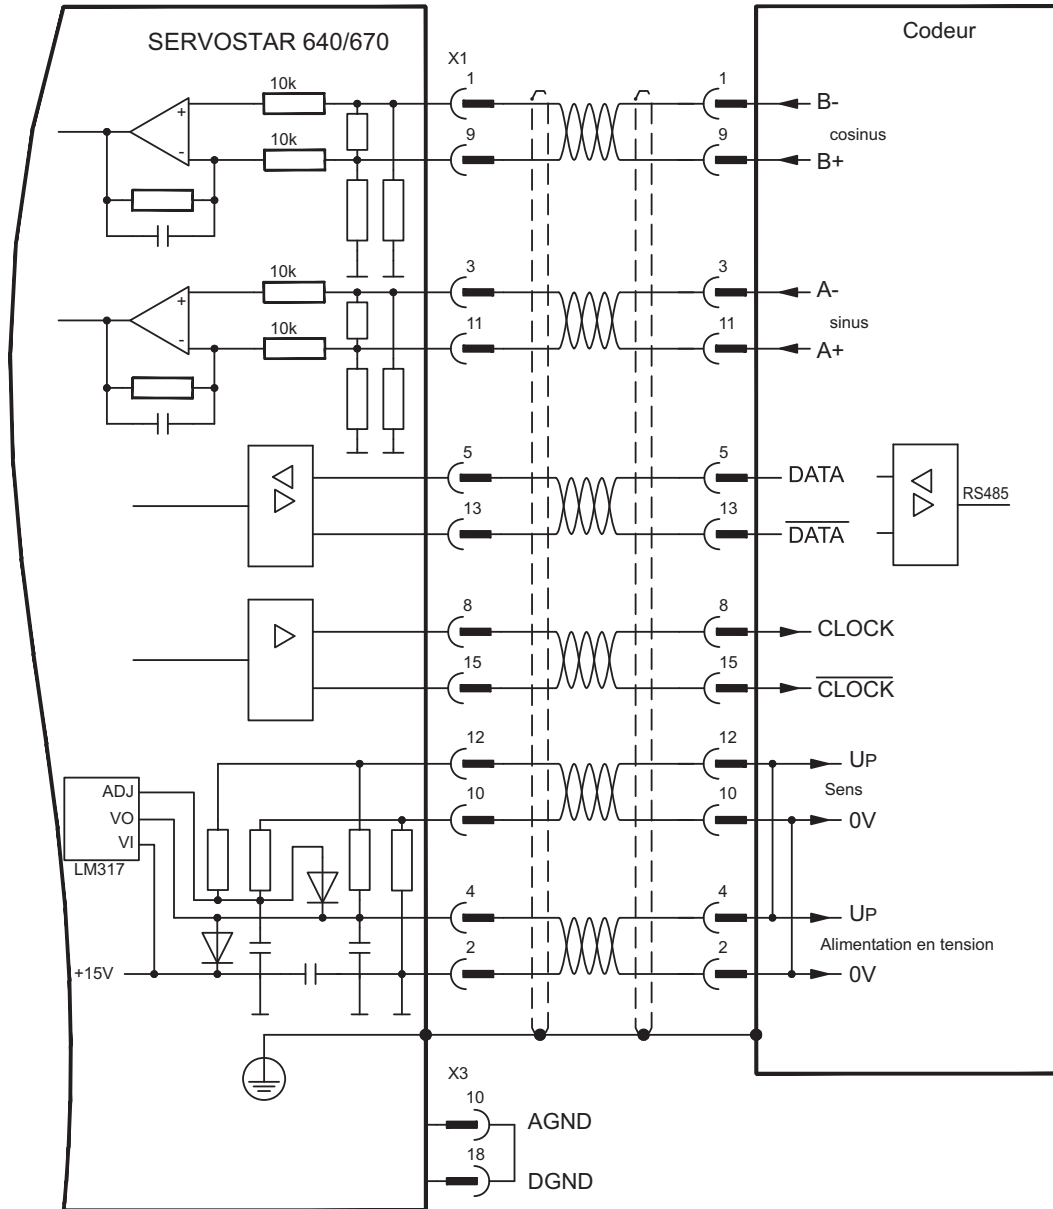 SERVOSTAR 640/670
Codeur
X1
10k
1
1
B-
cosinus
10k
9
9
B+
+
-
10k
3
3
A-
sinus
10k
11
11
A+
+
-
5
5
DATA
RS485
13
13
DATA
8
8
CLOCK
15
15
CLOCK
12
12
UP
Sens
ADJ
VO
VI
LM317
10
10
0V
4
4
UP
Alimentation en tension
+15V
2
2
0V
X3
10
AGND
18
DGND